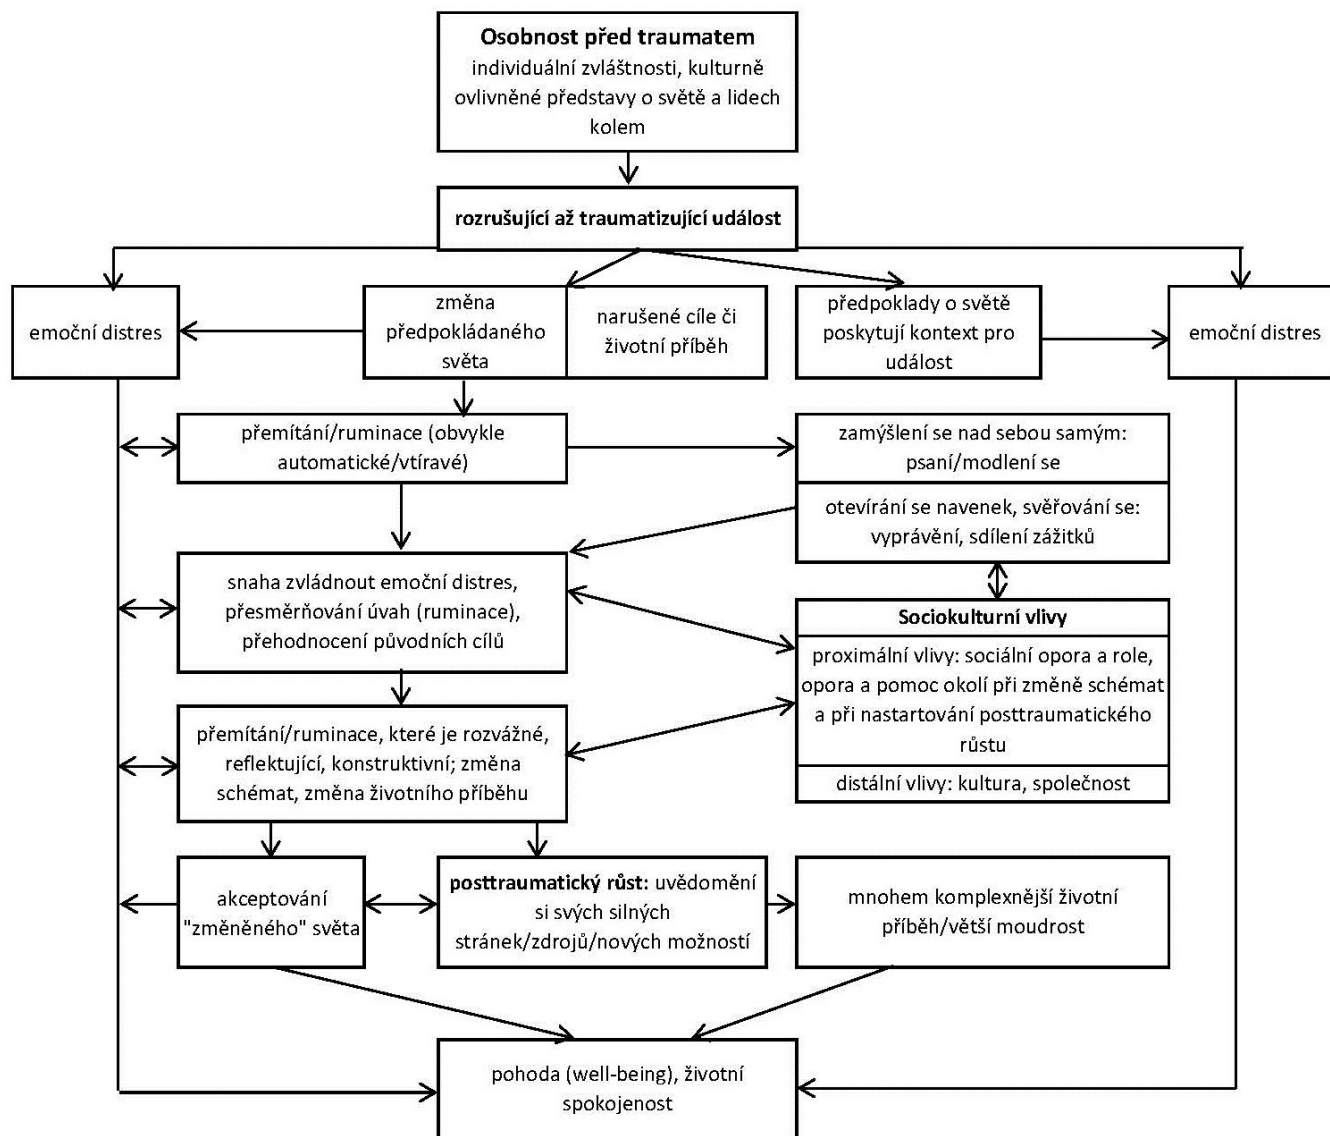 Osobnost před traumatem
individuální zvláštnosti, kulturně
ovlivněné představy o světě a lidech
kolem
rozrušující až traumatizující událost
emoční distres
změna
předpokládaného
světa
narušené cíle či
životní příběh
předpoklady o světě
poskytují kontext pro
událost
emoční distres
přemítání/ruminace (obvykle
automatické/vtíravé)
zamýšlení se nad sebou samým:
psaní/modlení se
otevírání se navenek, svěřování se:
vyprávění, sdílení zážitků
snaha zvládnout emoční distres,
přesměrňování úvah (ruminace),
přehodnocení původních cílů
Sociokulturní vlivy
proximální vlivy: sociální opora a role,
opora a pomoc okolí při změně schémat
a při nastartování posttraumatického
růstu
distální vlivy: kultura, společnost
přemítání/ruminace, které je rozvážné,
reflektující, konstruktivní; změna
schémat, změna životního příběhu
akceptování
"změněného" světa
posttraumatický růst: uvědomění
si svých silných
stránek/zdrojů/nových možností
mnohem komplexnější životní
příběh/větší moudrost
pohoda (well-being), životní
spokojenost